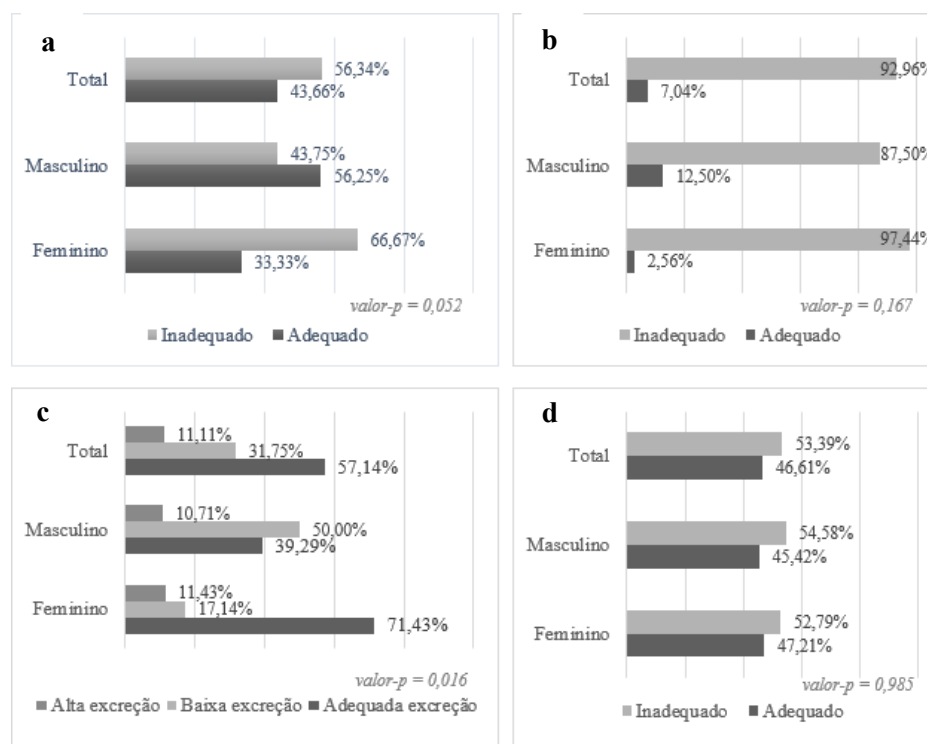 a
Total
56,34%
43,66%
Masculino
43,75%
56,25%
Feminino
66,67%
33,33%
valor-p = 0,052
Inadequado Adequado
b
Total
92,96%
7,04%
Masculino
87,50%
12,50%
Feminino
97,44%
2,56%
valor-p = 0,167
Inadequado Adequado
c
Total
11,11%
31,75%
57,14%
Masculino
10,71%
50,00%
39,29%
Feminino
11,43%
17,14%
71,43%
valor-p = 0,016
Alta excreção Baixa excreção Adequada excreção
d
Total
53,39%
46,61%
Masculino
54,58%
45,42%
Feminino
52,79%
47,21%
valor-p = 0,985
Inadequado Adequado